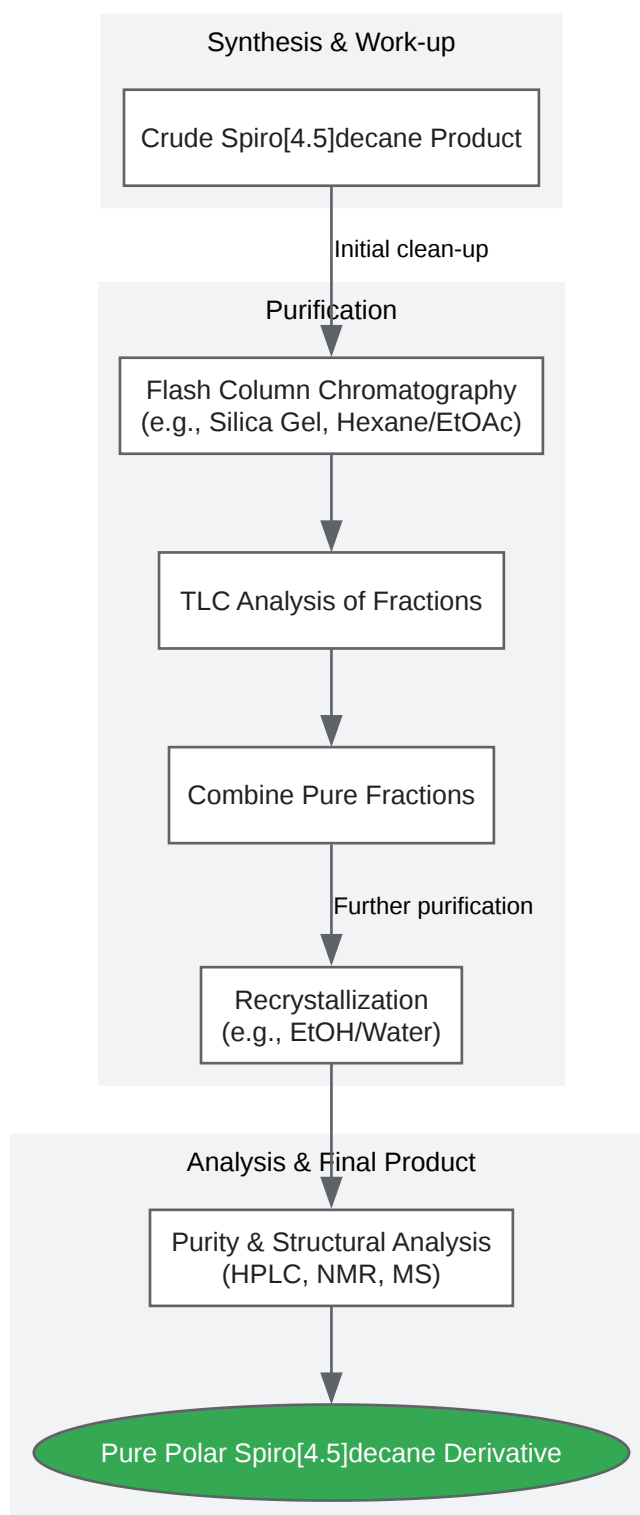 Synthesis & Work-up
Crude Spiro[4.5]decane Product
Initial clean-up
Purification
Flash Column Chromatography
(e.g., Silica Gel, Hexane/EtOAc)
TLC Analysis of Fractions
Combine Pure Fractions
Further purification
Recrystallization
(e.g., EtOH/Water)
Analysis & Final Product
Purity & Structural Analysis
(HPLC, NMR, MS)
Pure Polar Spiro[4.5]decane Derivative